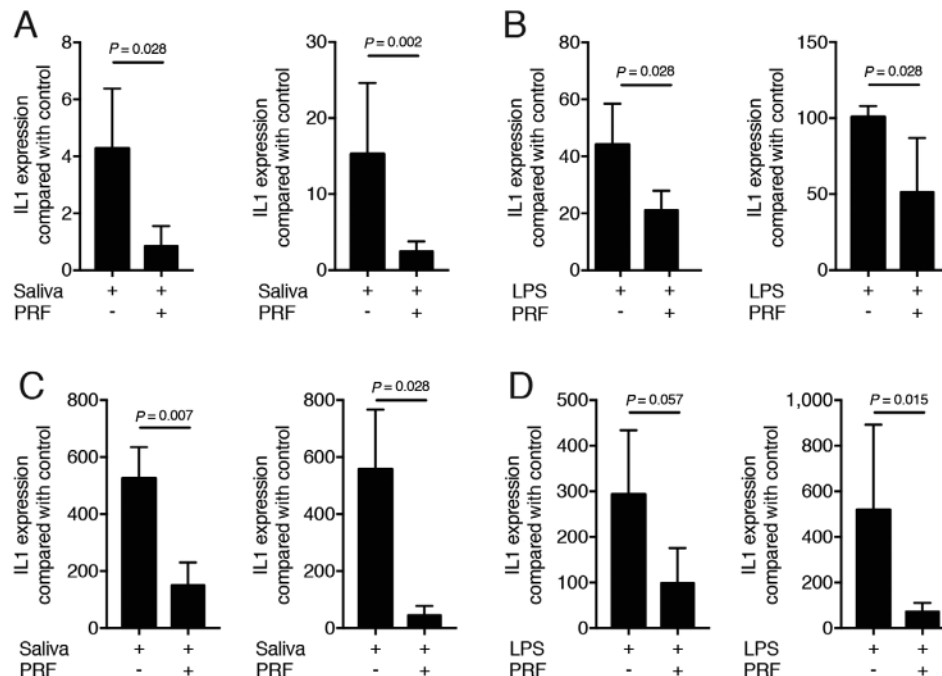 A
IL1 expression
compared with control
8
6
4
2
0
P = 0.028
Saliva + +
PRF - +
IL1 expression
compared with control
30
20
10
0
P = 0.002
Saliva + +
PRF - +
B
IL1 expression
compared with control
80
60
40
20
0
P = 0.028
LPS + +
PRF - +
IL1 expression
compared with control
150
100
50
0
P = 0.028
LPS + +
PRF - +
C
IL1 expression
compared with control
800
600
400
200
0
P = 0.007
Saliva + +
PRF - +
IL1 expression
compared with control
800
600
400
200
0
P = 0.028
Saliva + +
PRF - +
D
IL1 expression
compared with control
500
400
300
200
100
0
P = 0.057
LPS + +
PRF - +
IL1 expression
compared with control
1,000
800
600
400
200
0
P = 0.015
LPS + +
PRF - +